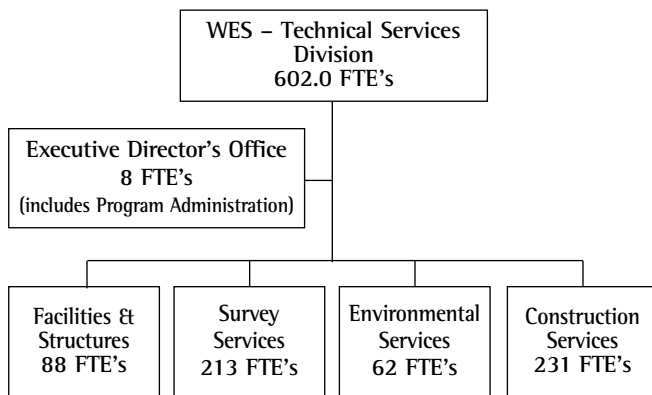 WES – Technical Services
Division
602.0 FTE's
Executive Director's Office
8 FTE's
(includes Program Administration)
Facilities &
Structures
88 FTE's
Survey
Services
213 FTE's
Environmental
Services
62 FTE's
Construction
Services
231 FTE's